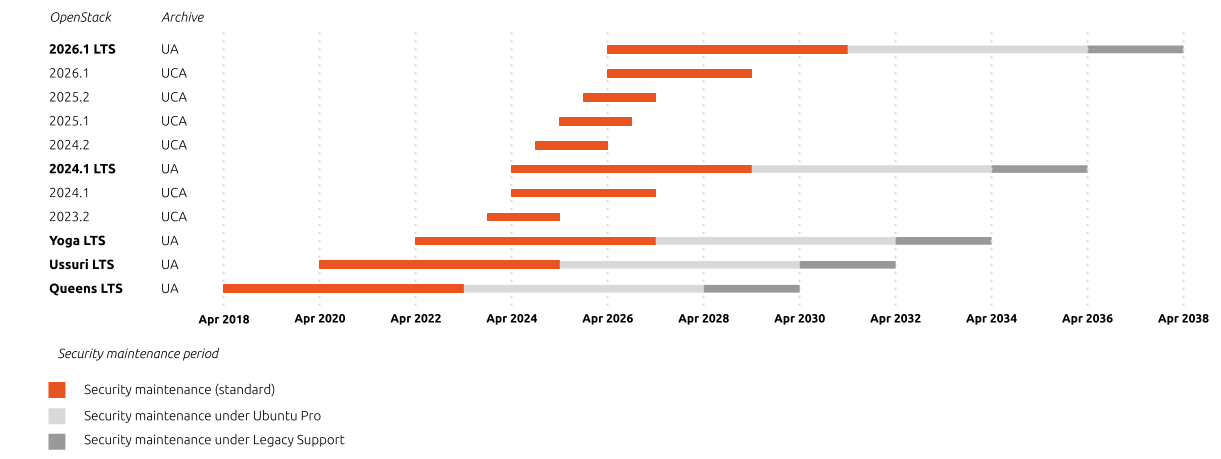 OpenStack Archive
2026.1 LTS UA
2026.1 UCA
2025.2 UCA
2025.1 UCA
2024.2 UCA
2024.1 LTS UA
2024.1 UCA
2023.2 UCA
Yoga LTS UA
Ussuri LTS UA
Queens LTS UA
Apr 2018 Apr 2020 Apr 2022 Apr 2024 Apr 2026 Apr 2028 Apr 2030 Apr 2032 Apr 2034 Apr 2036 Apr 2038
Security maintenance period
Security maintenance (standard)
Security maintenance under Ubuntu Pro
Security maintenance under Legacy Support